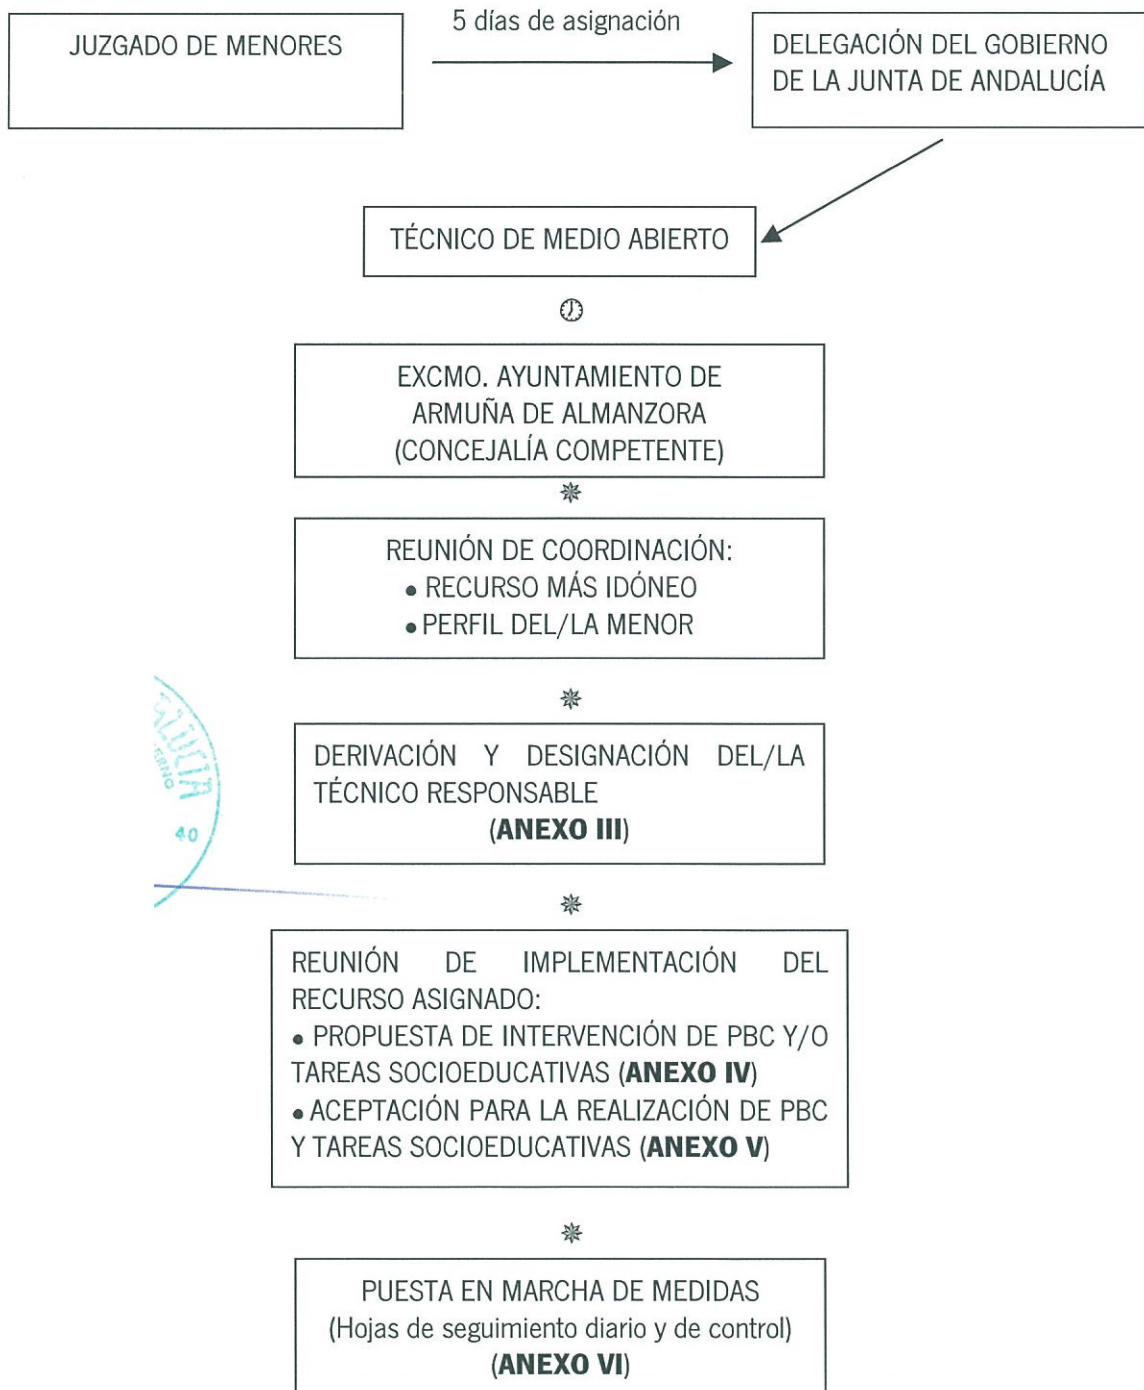 5 días de asignación
JUZGADO DE MENORES
DELEGACIÓN DEL GOBIERNO
DE LA JUNTA DE ANDALUCÍA
TÉCNICO DE MEDIO ABIERTO
EXCMO. AYUNTAMIENTO DE
ARMUÑA DE ALMANZORA
(CONCEJALÍA COMPETENTE)
REUNIÓN DE COORDINACIÓN:
• RECURSO MÁS IDÓNEO
• PERFIL DEL/LA MENOR
DERIVACIÓN Y DESIGNACIÓN DEL/LA
TÉCNICO RESPONSABLE
(ANEXO III)
40
REUNIÓN DE IMPLEMENTACIÓN DEL
RECURSO ASIGNADO:
• PROPUESTA DE INTERVENCIÓN DE PBC Y/O
TAREAS SOCIOEDUCATIVAS (ANEXO IV)
• ACEPTACIÓN PARA LA REALIZACIÓN DE PBC
Y TAREAS SOCIOEDUCATIVAS (ANEXO V)
PUESTA EN MARCHA DE MEDIDAS
(Hojas de seguimiento diario y de control)
(ANEXO VI)